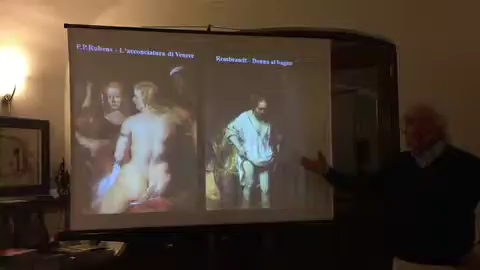 P.P.Rubens - L'acconciatura di Venere
Rembrandt - Donna al bagno